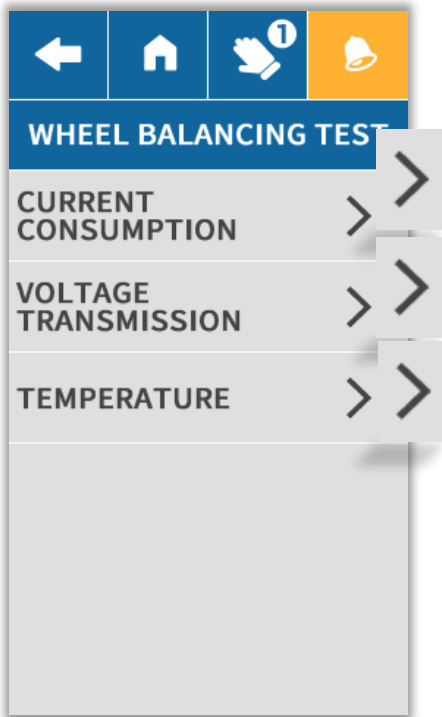 1
WHEEL BALANCING TEST
CURRENT
CONSUMPTION
VOLTAGE
TRANSMISSION
TEMPERATURE